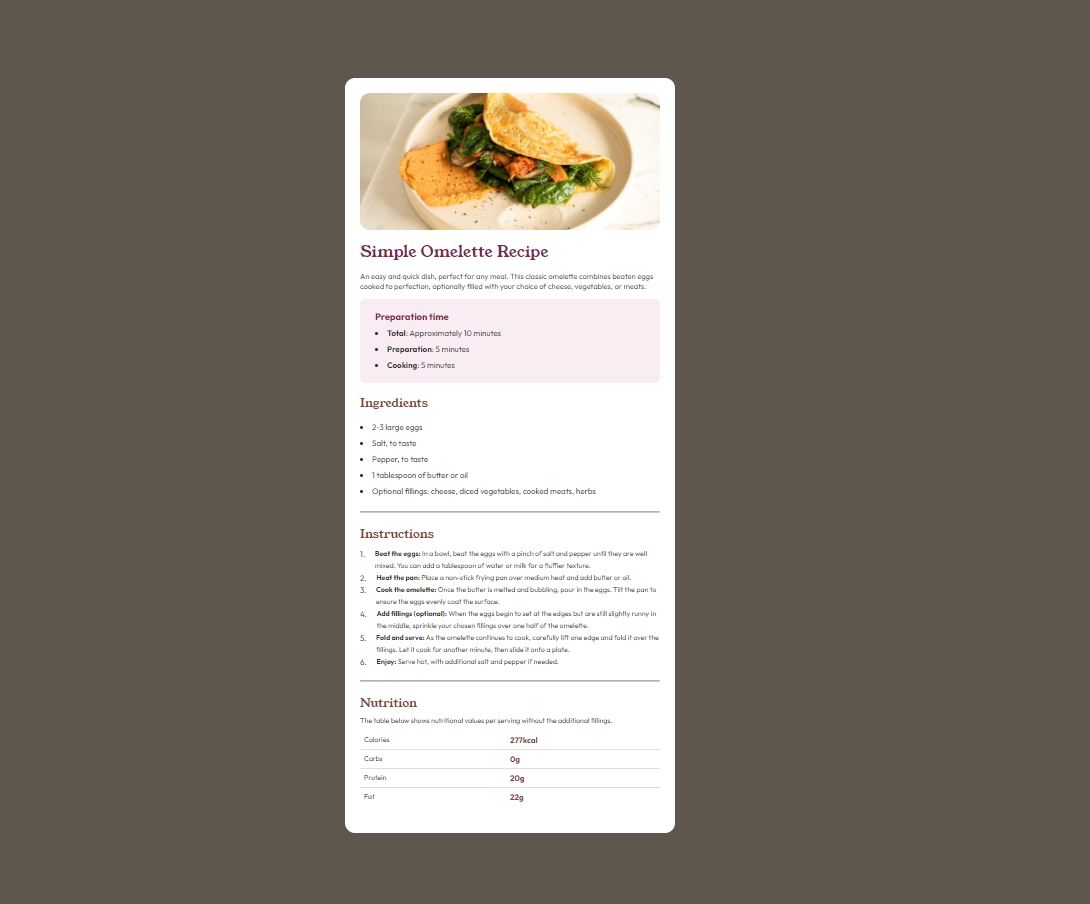 Simple Omelette Recipe
An easy and quick dish, perfect for any meal. This classic omelette combines beaten eggs
cooked to perfection, optionally filled with your choice of cheese, vegetables, or meats.
Preparation time
• Total: Approximately 10 minutes
• Preparation: 5 minutes
• Cooking: 5 minutes
Ingredients
• 2-3 large eggs
• Salt, to taste
• Pepper, to taste
• 1 tablespoon of butter or oil
• Optional fillings: cheese, diced vegetables, cooked meats, herbs
Instructions
1. Beat the eggs: In a bowl, beat the eggs with a pinch of salt and pepper until they are well
mixed. You can add a tablespoon of water or milk for a fluffier texture.
2. Heat the pan: Place a non-stick frying pan over medium heat and add butter or oil.
3. Cook the omelette: Once the butter is melted and bubbling, pour in the eggs. Tilt the pan to
ensure the eggs evenly coat the surface.
4. Add fillings (optional): When the eggs begin to set at the edges but are still slightly runny in
the middle, sprinkle your chosen fillings over one half of the omelette.
5. Fold and serve: As the omelette continues to cook, carefully lift one edge and fold it over the
fillings. Let it cook for another minute, then slide it onto a plate.
6. Enjoy: Serve hot, with additional salt and pepper if needed.
Nutrition
The table below shows nutritional values per serving without the additional fillings.
Calories 277kcal
Carbs 0g
Protein 20g
Fat 22g